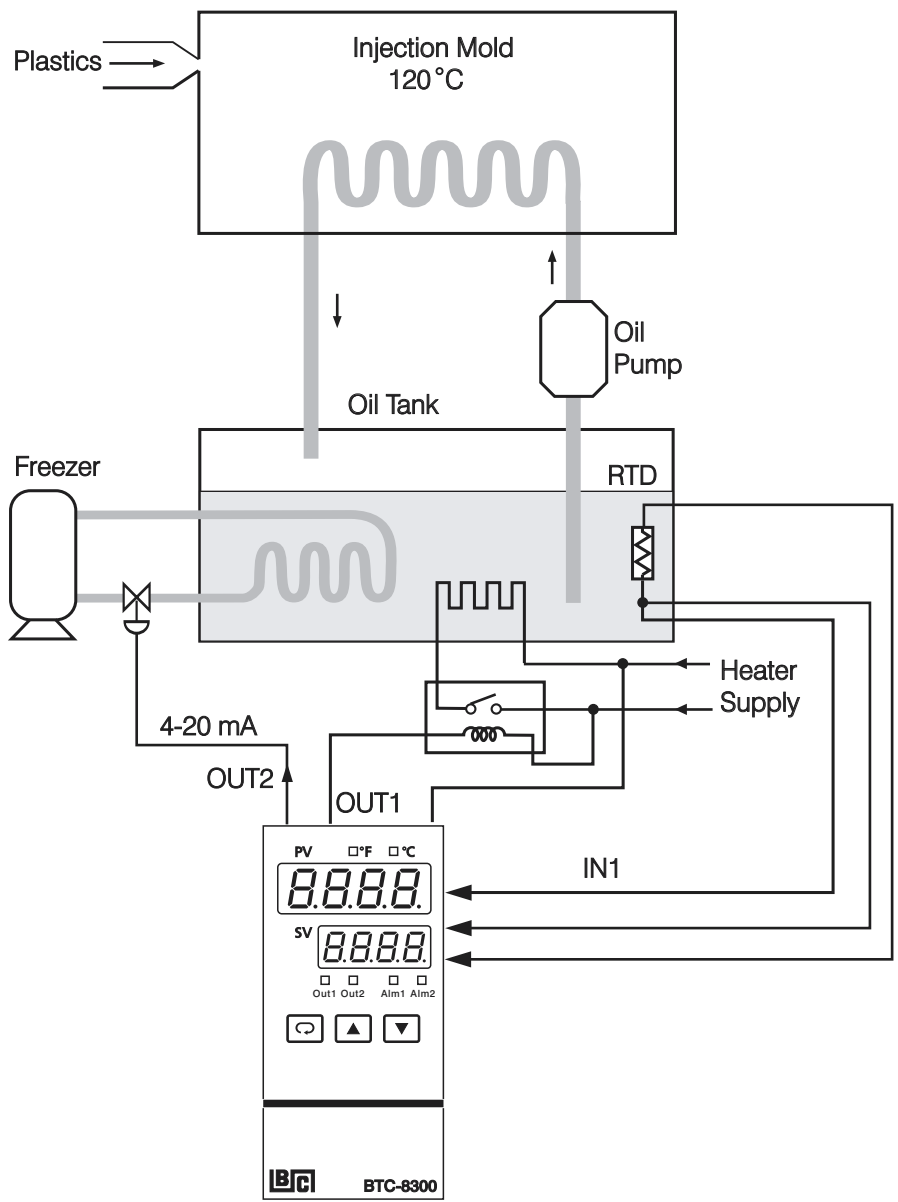 Injection Mold
120°C
Plastics
Oil
Pump
Oil Tank
Freezer
RTD
Heater
Supply
4-20 mA
OUT2
OUT1
IN1
PV °F °C
8.8.8.8.
SV
8.8.8.8.
Out1 Out2 Alm1 Alm2
BC
BTC-8300